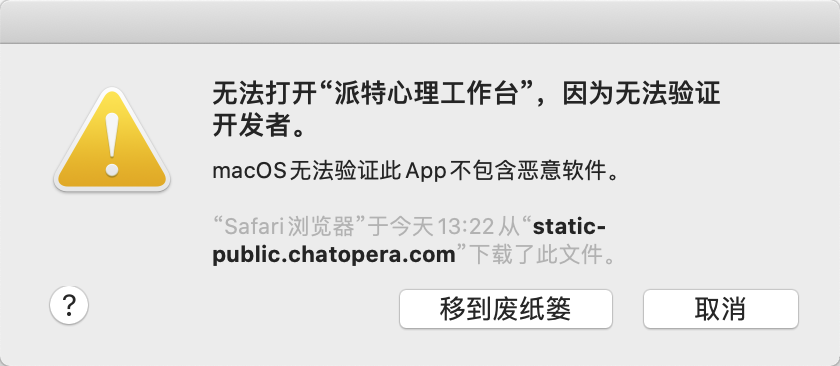 无法打开“派特心理工作台”，因为无法验证
开发者。
macOS无法验证此App不包含恶意软件。
“Safari浏览器”于今天13:22从“static-
public.chatopera.com”下载了此文件。
?
移到废纸篓
取消